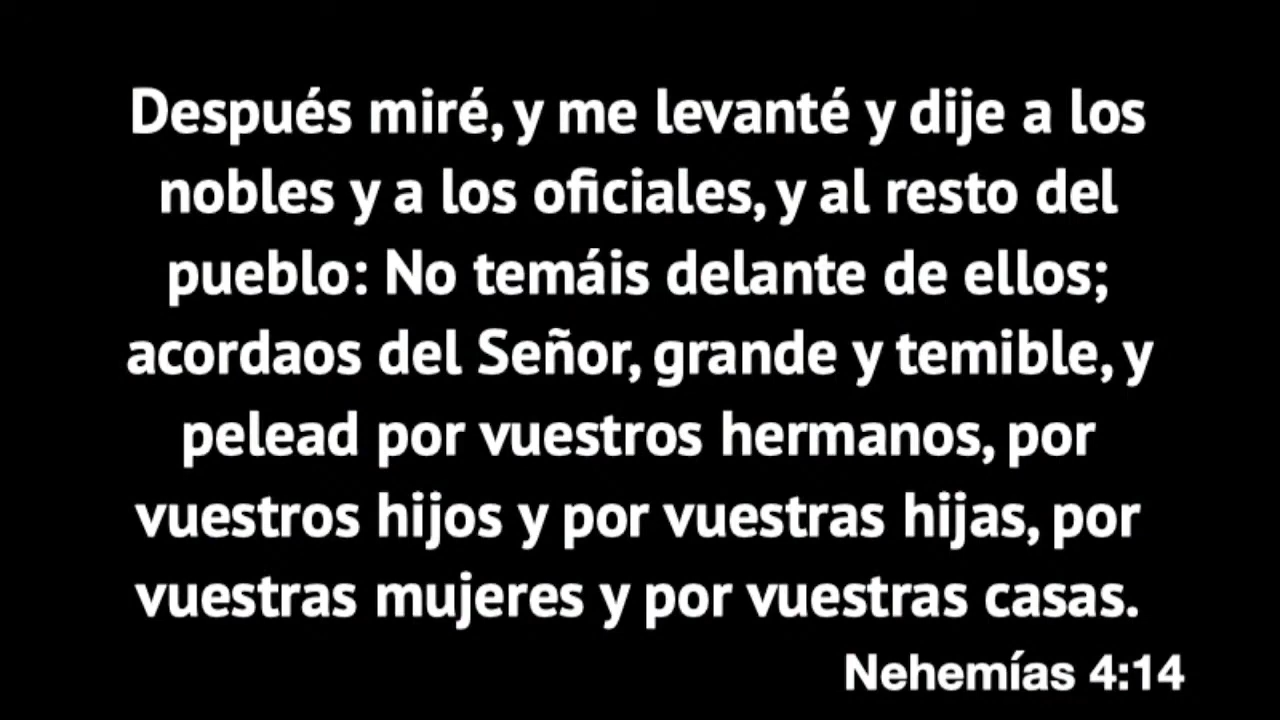 Después miré, y me levanté y dije a los
nobles y a los oficiales, y al resto del
pueblo: No temáis delante de ellos;
acordaos del Señor, grande y temible, y
pelead por vuestros hermanos, por
vuestros hijos y por vuestras hijas, por
vuestras mujeres y por vuestras casas.
Nehemías 4:14